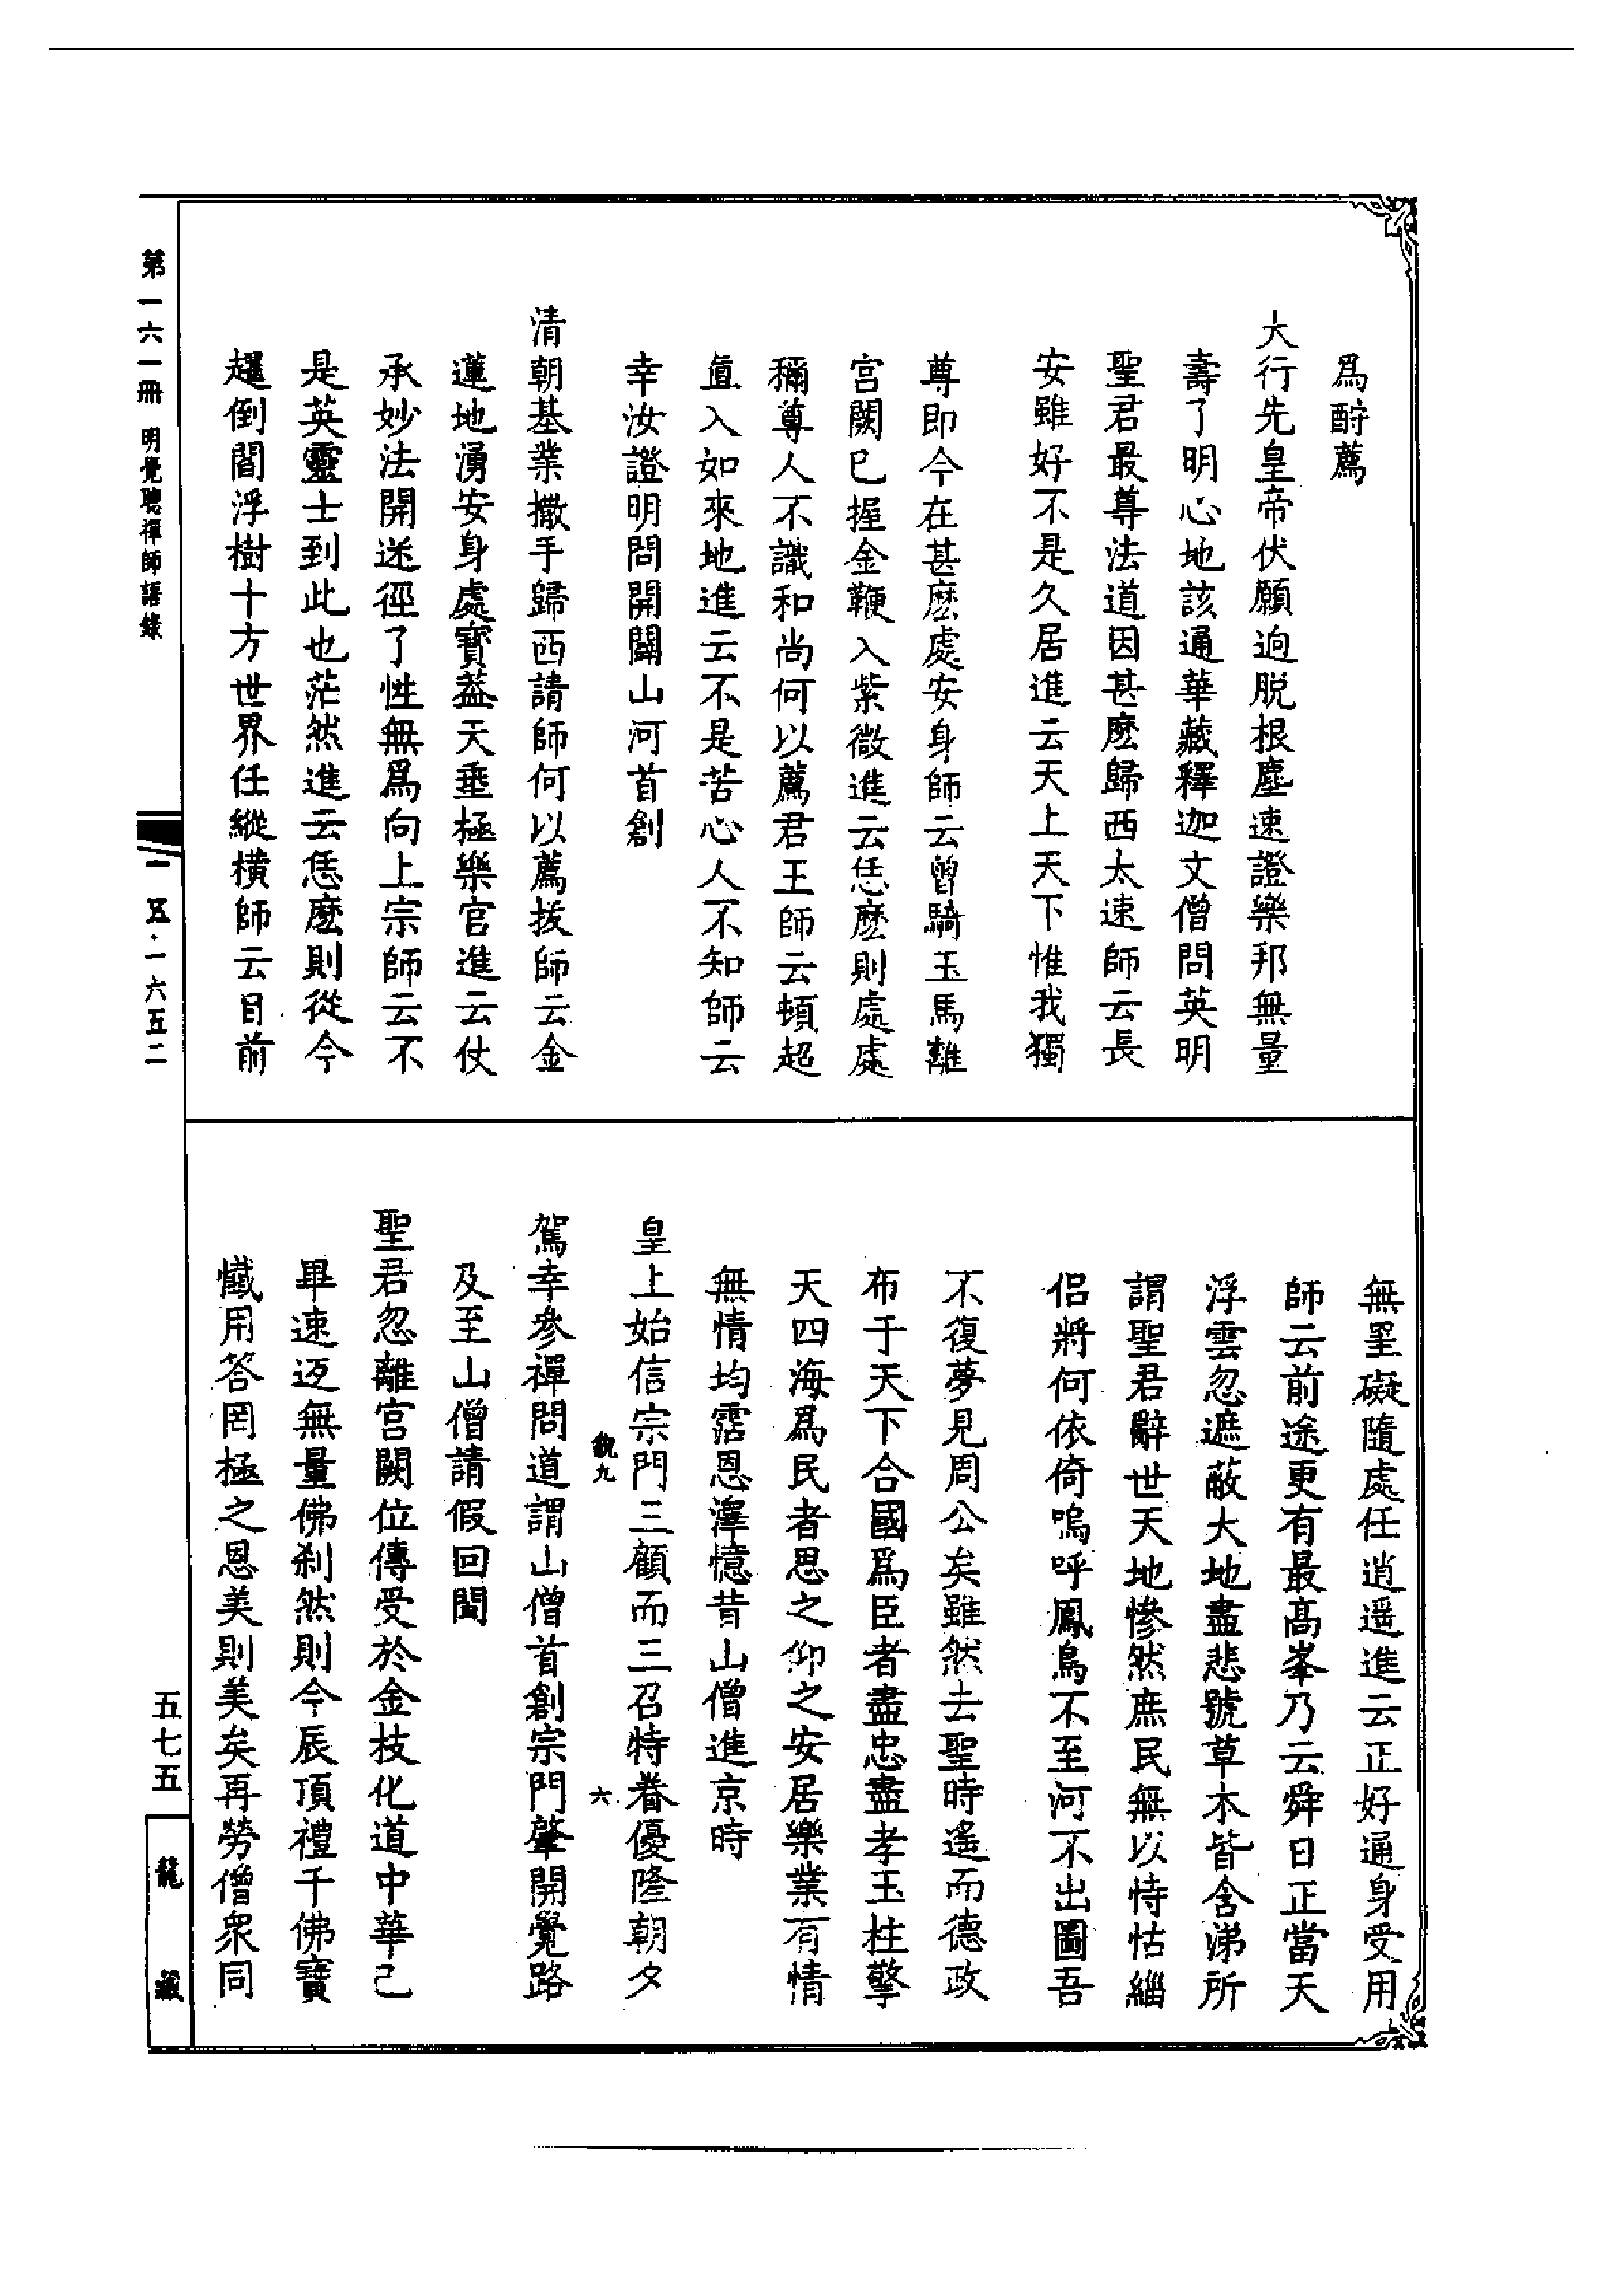 爲酹薦
大行先皇帝伏願逈脱根塵速證樂邦無量
壽了明心地該通華藏釋迦文僧問英明
聖君最尊法道因甚麽歸西太速師云長
安雖好不是久居進云天上天下惟我獨
尊即今在甚麽處安身師云曾騎玉馬離
宮闕已握金鞭入紫微進云恁麽則處處
稱尊人不識和尚何以薦君王師云頓超
直入如來地進云不是苦心人不知師云
幸汝證明問開闢山河首創
清朝基業撒手歸西請師何以薦拔師云金
蓮地湧安身處寶葢天垂極樂官進云仗
承妙法開迷徑了性無爲向上宗師云不
是英靈士到此也茫然進云恁麽則從今
趯倒閻浮樹十方世界任縱橫師云目前
無罣礙隨處任逍遥進云正好通身受用
師云前途更有最高峯乃云舜日正當天
浮雲忽遮蔽大地盡悲號草木皆含涕所
謂聖君辭世天地慘然庶民無以恃怙緇
侣將何依倚嗚呼鳳鳥不至河不出圖吾
不復夢見周公矣雖然去聖時遙而德政
布于天下合國爲臣者盡忠盡孝玉柱擎
天四海爲民者思之仰之安居樂業有情
無情均霑恩澤憶昔山僧進京時
皇上始信宗門三顧而三召特眷優隆朝夕
駕幸參禪問道謂山僧首創宗門肇開覺路
及至山僧請假回閩
聖君忽離宮闕位傳受於金枝化道中華已
畢速迈無量佛刹然則今辰頂禮千佛寶
懺用答罔極之恩美則美矣再勞僧衆同
九
六
第一六一冊 明覺聰禪師語錄
一五·一六五二
五七五
龍藏